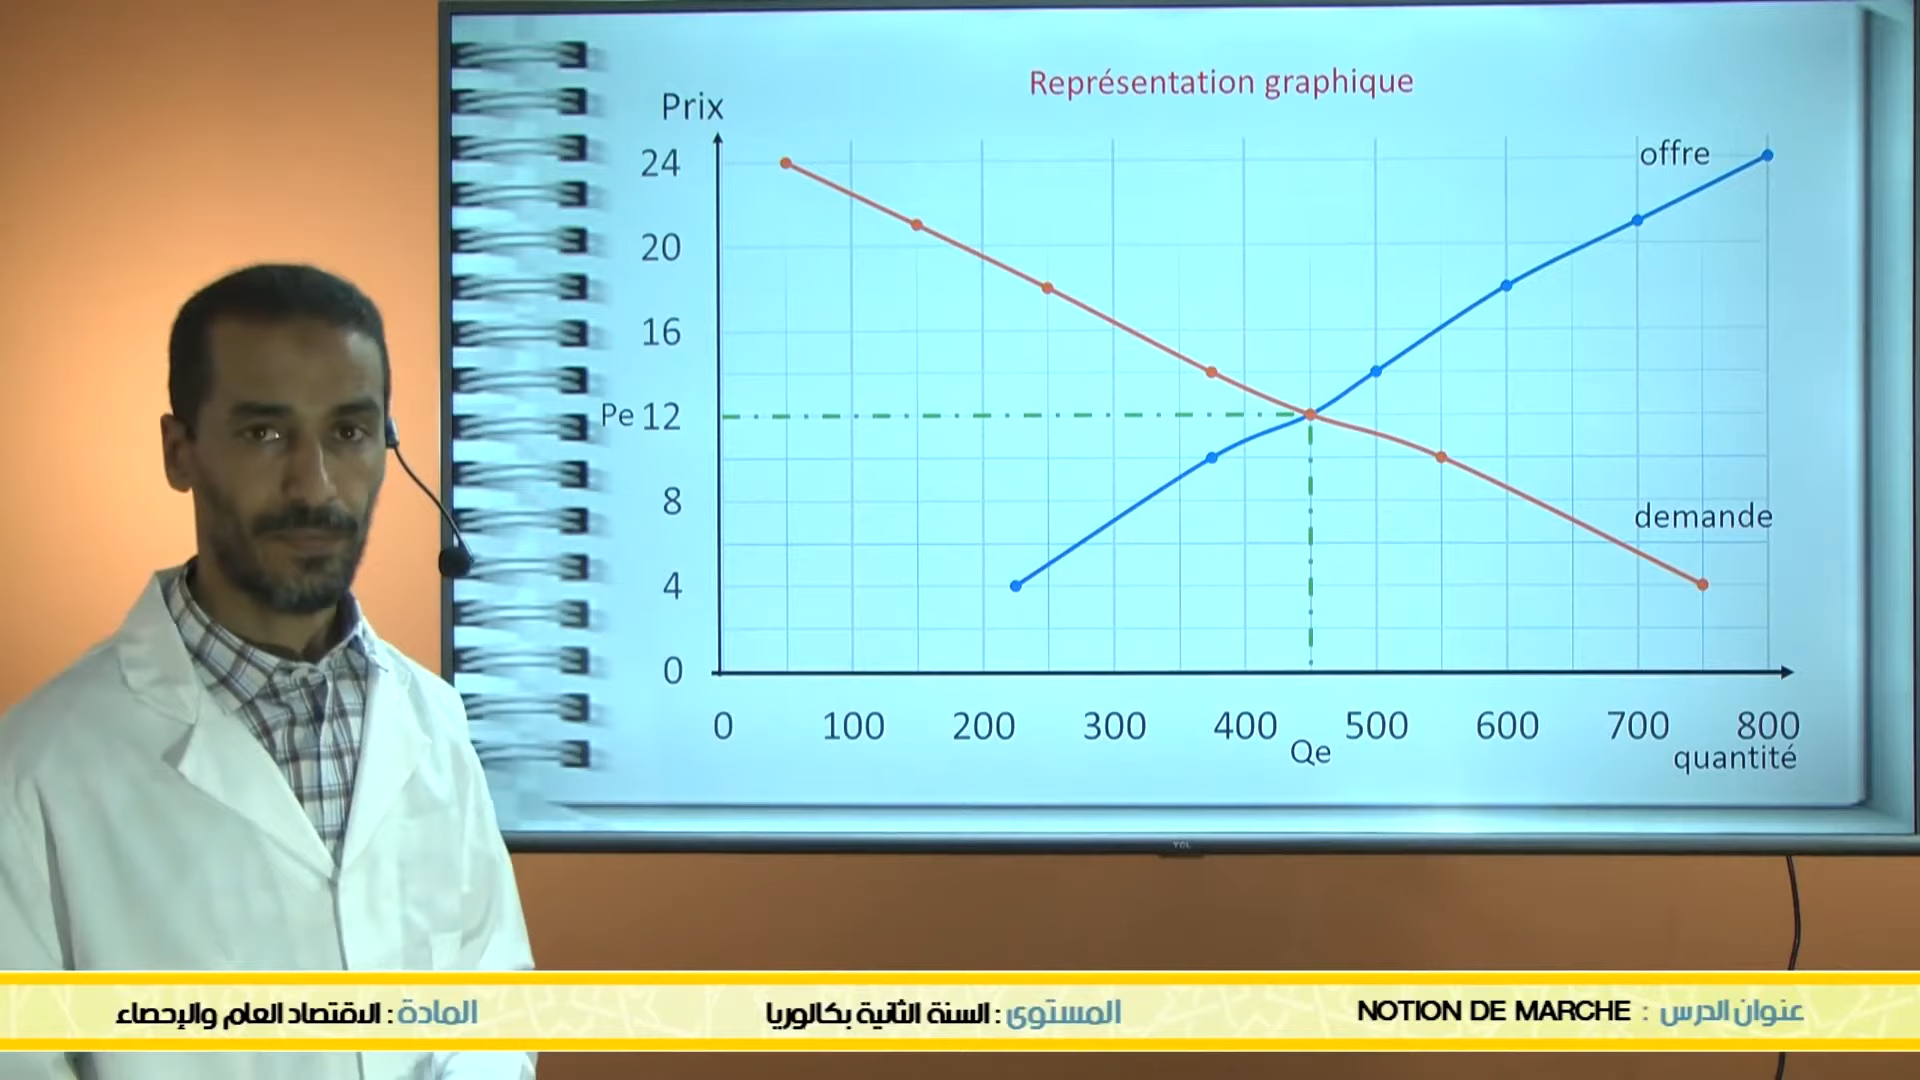 Représentation graphique
Prix
24
20
16
Pe 12
8
4
0
offre
demande
0 100 200 300 400 500 600 700 800
Qe
quantité
TCL
عنوان الدرس : NOTION DE MARCHE
المستوى : السنة الثانية بكالوريا
المادة : الاقتصاد العام والإحصاء